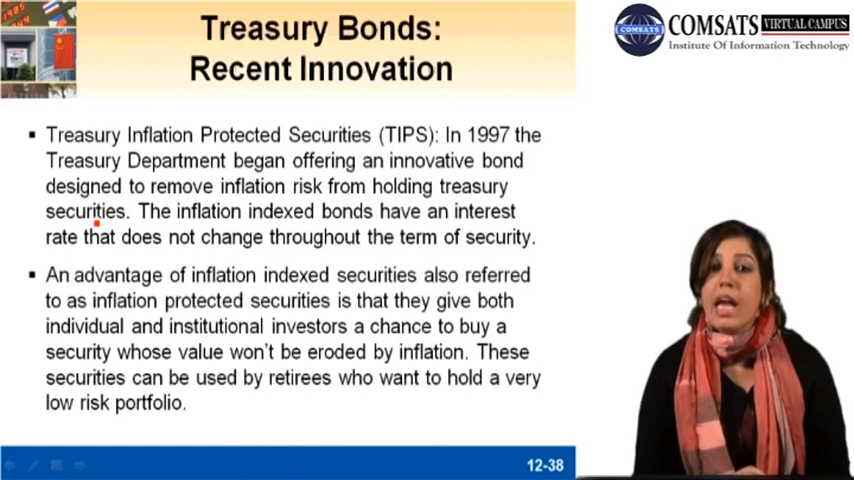 Treasury Bonds:
Recent Innovation
COMSATS VIRTUAL CAMPUS
Institute Of Information Technology
COMSATS
▪ Treasury Inflation Protected Securities (TIPS): In 1997 the
Treasury Department began offering an innovative bond
designed to remove inflation risk from holding treasury
securities. The inflation indexed bonds have an interest
rate that does not change throughout the term of security.
▪ An advantage of inflation indexed securities also referred
to as inflation protected securities is that they give both
individual and institutional investors a chance to buy a
security whose value won't be eroded by inflation. These
securities can be used by retirees who want to hold a very
low risk portfolio.
12-38